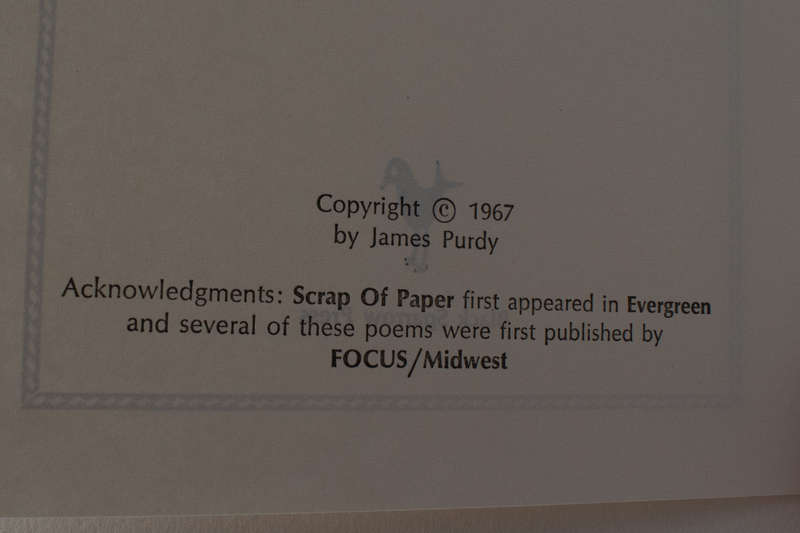 Copyright © 1967
by James Purdy
Acknowledgments: Scrap Of Paper first appeared in Evergreen
and several of these poems were first published by
FOCUS/Midwest